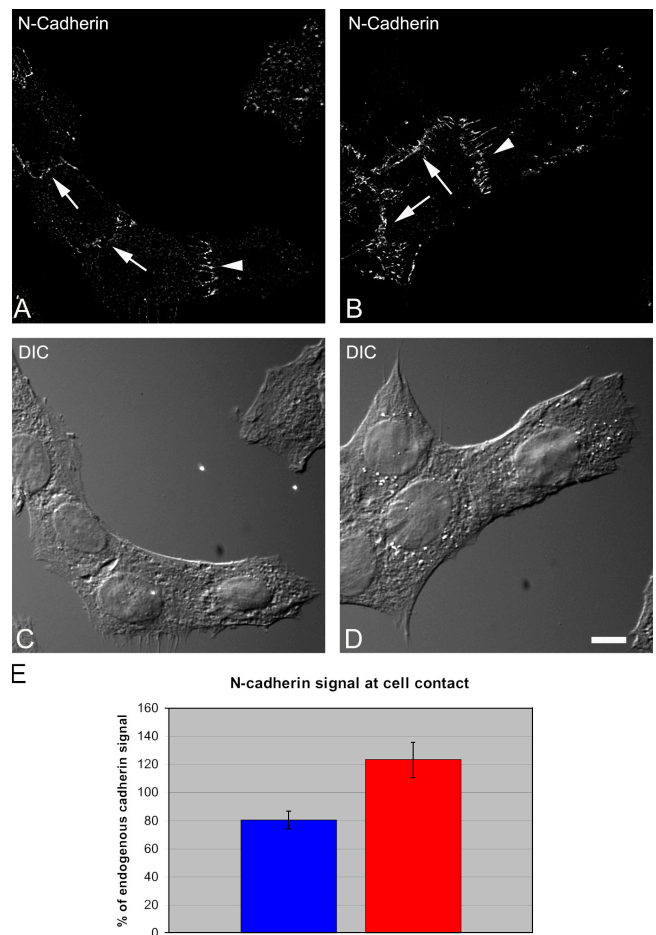 N-Cadherin
N-Cadherin
A
B
DIC
DIC
C
D
E
N-cadherin signal at cell contact
% of endogenous cadherin signal
160
140
120
100
80
60
40
20
0